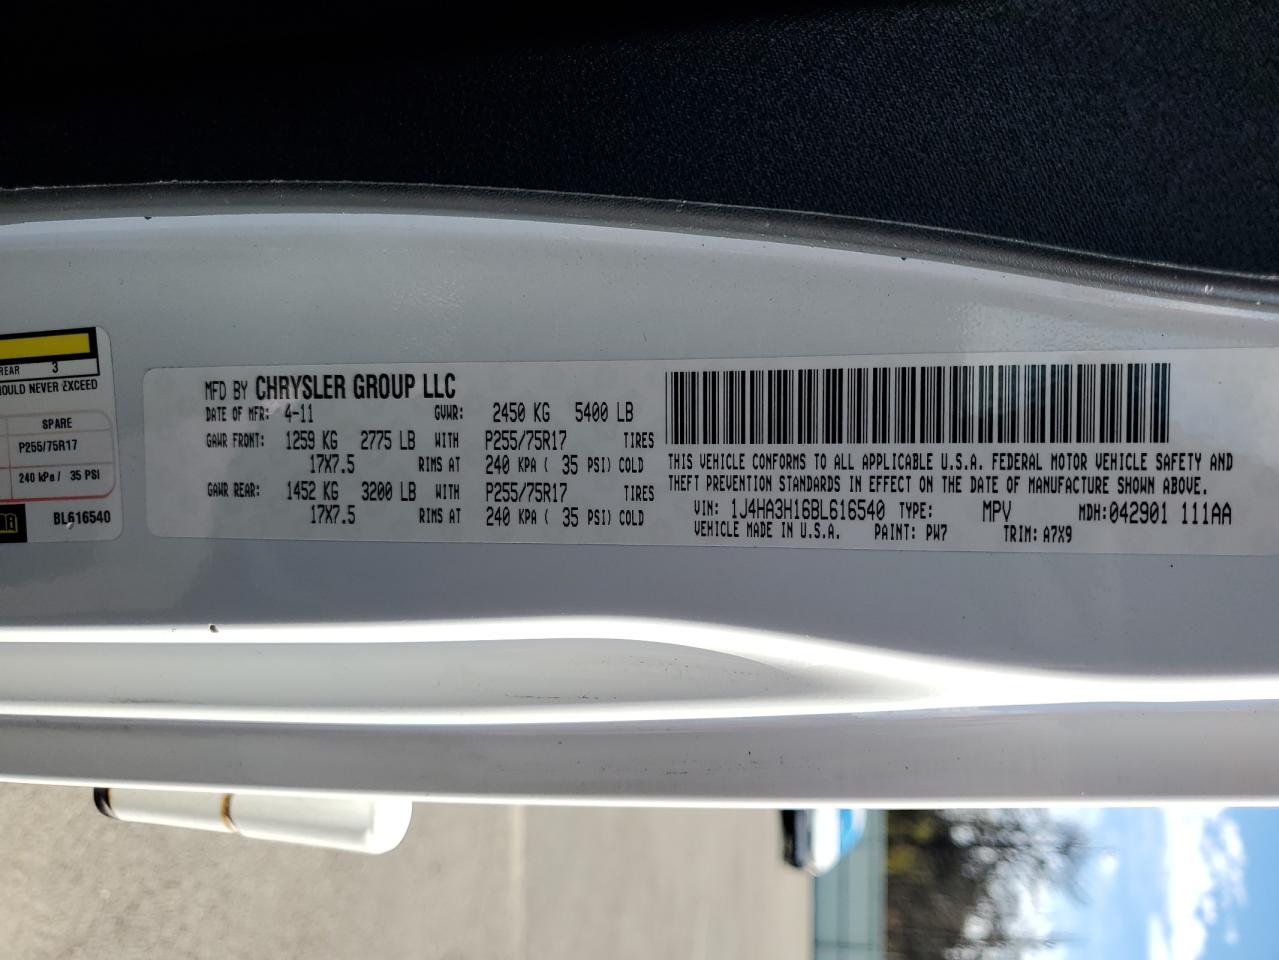 REAR 3
OULD NEVER EXCEED
SPARE
P255/75R17
240 kPa / 35 PSI
BL616540
MFD BY CHRYSLER GROUP LLC
DATE OF MFR: 4-11 GVWR: 2450 KG 5400 LB
GAWR FRONT: 1259 KG 2775 LB WITH P255/75R17 TIRES
17X7.5 RIMS AT 240 KPA ( 35 PSI) COLD
GAWR REAR: 1452 KG 3200 LB WITH P255/75R17 TIRES
17X7.5 RIMS AT 240 KPA ( 35 PSI) COLD
THIS VEHICLE CONFORMS TO ALL APPLICABLE U.S.A. FEDERAL MOTOR VEHICLE SAFETY AND
THEFT PREVENTION STANDARDS IN EFFECT ON THE DATE OF MANUFACTURE SHOWN ABOVE.
VIN: 1J4HA3H16BL616540 TYPE: MPV MDH:042901 111AA
VEHICLE MADE IN U.S.A. PAINT: PW7 TRIM: A7X9